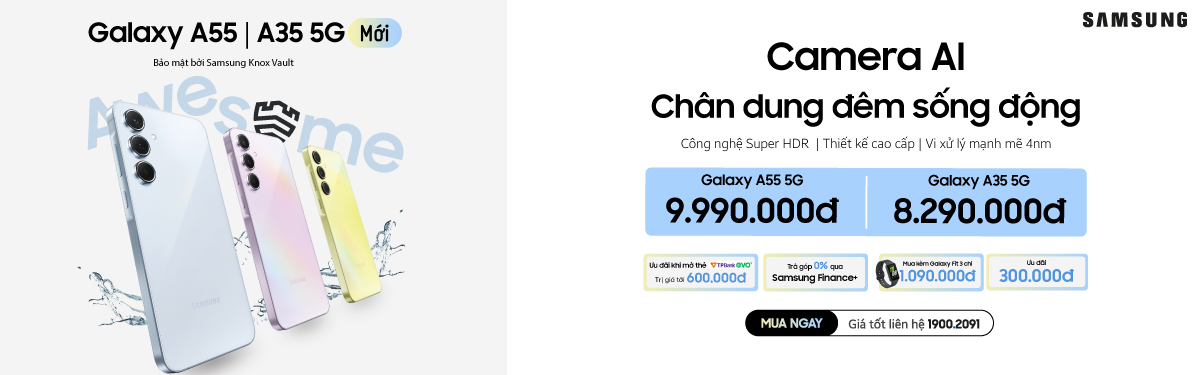 Galaxy A55 | A35 5G Mới
Bảo mật bởi Samsung Knox Vault
Awesome
SAMSUNG
SAMSUNG
Camera AI
Chân dung đêm sống động
Công nghệ Super HDR | Thiết kế cao cấp | Vi xử lý mạnh mẽ 4nm
Galaxy A55 5G
9.990.000đ
Galaxy A35 5G
8.290.000đ
Ưu đãi khi mở thẻ TPBank EVO
Trị giá tới 600.000đ
Trả góp 0% qua
Samsung Finance+
Mua kèm Galaxy Fit 3 chỉ
1.090.000đ
Ưu đãi
300.000đ
MUA NGAY Giá tốt liên hệ 1900.2091